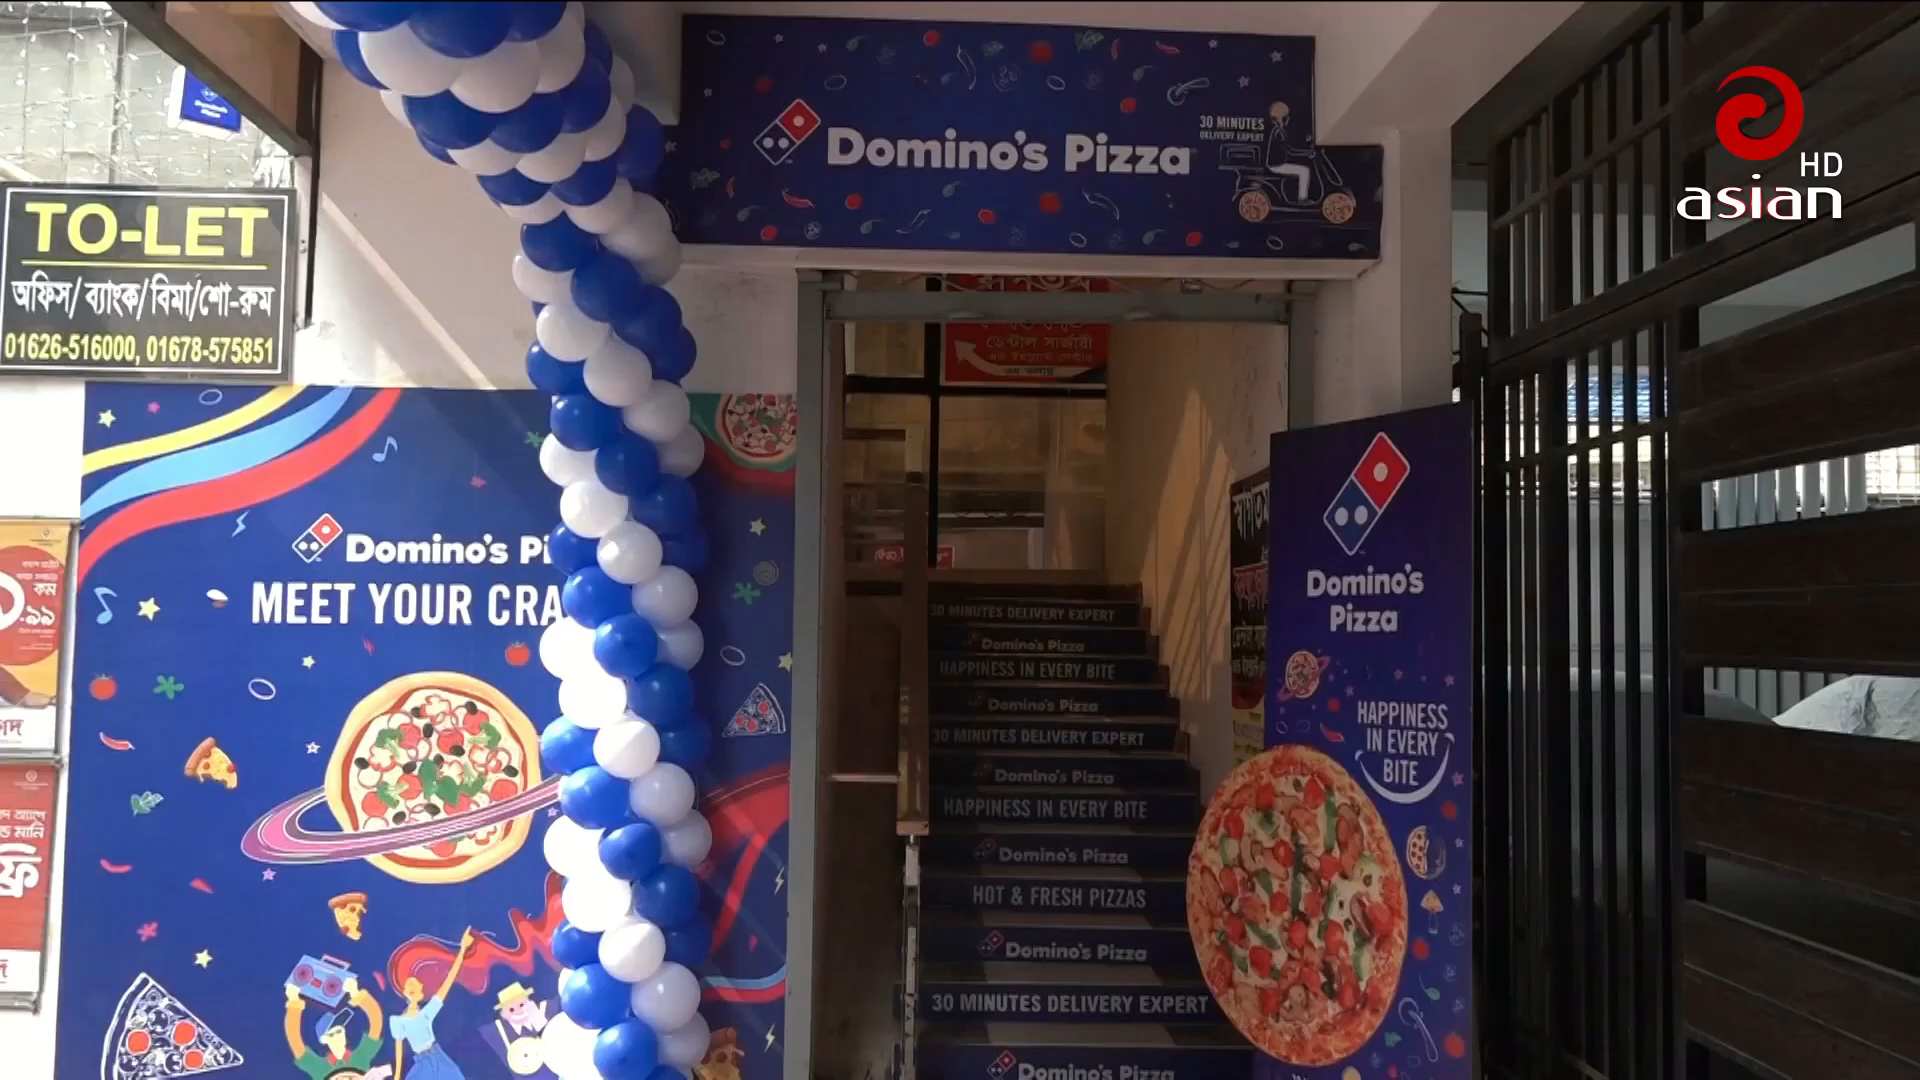 Domino's Pizza
30 MINUTES
DELIVERY EXPERT
HD
asian
TO-LET
অফিস/ ব্যাংক/ বিমা/শো-রুম
01626-516000, 01678-575851
ডেন্টাল সার্জারী
Domino's Pi
MEET YOUR CRA
কম
.৯৯
Domino's
Pizza
HAPPINESS
IN EVERY
BITE
30 MINUTES DELIVERY EXPERT
Domino's Pizza
HAPPINESS IN EVERY BITE
Domino's Pizza
30 MINUTES DELIVERY EXPERT
Domino's Pizza
HAPPINESS IN EVERY BITE
Domino's Pizza
HOT & FRESH PIZZAS
Domino's Pizza
30 MINUTES DELIVERY EXPERT
Domino's Pizza